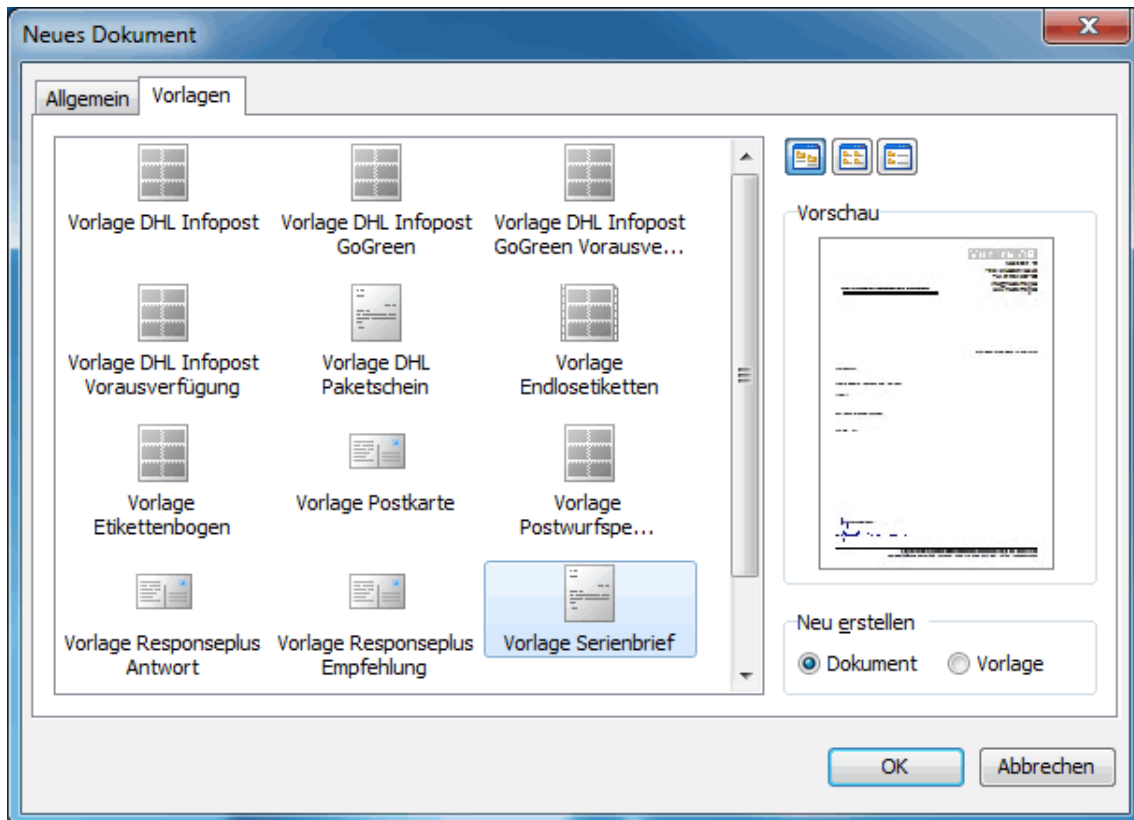 Neues Dokument
Allgemein
Vorlagen
Vorlage DHL Infopost
Vorlage DHL Infopost
GoGreen
Vorlage DHL Infopost
GoGreen Vorausve...
Vorlage DHL Infopost
Vorausverfügung
Vorlage DHL
Paketschein
Vorlage
Endlosetiketten
Vorlage
Etikettenbogen
Vorlage Postkarte
Vorlage
Postwurfspe...
Vorlage Responseplus
Antwort
Vorlage Responseplus
Empfehlung
Vorlage Serienbrief
Vorschau
Neu erstellen
Dokument
Vorlage
OK
Abbrechen